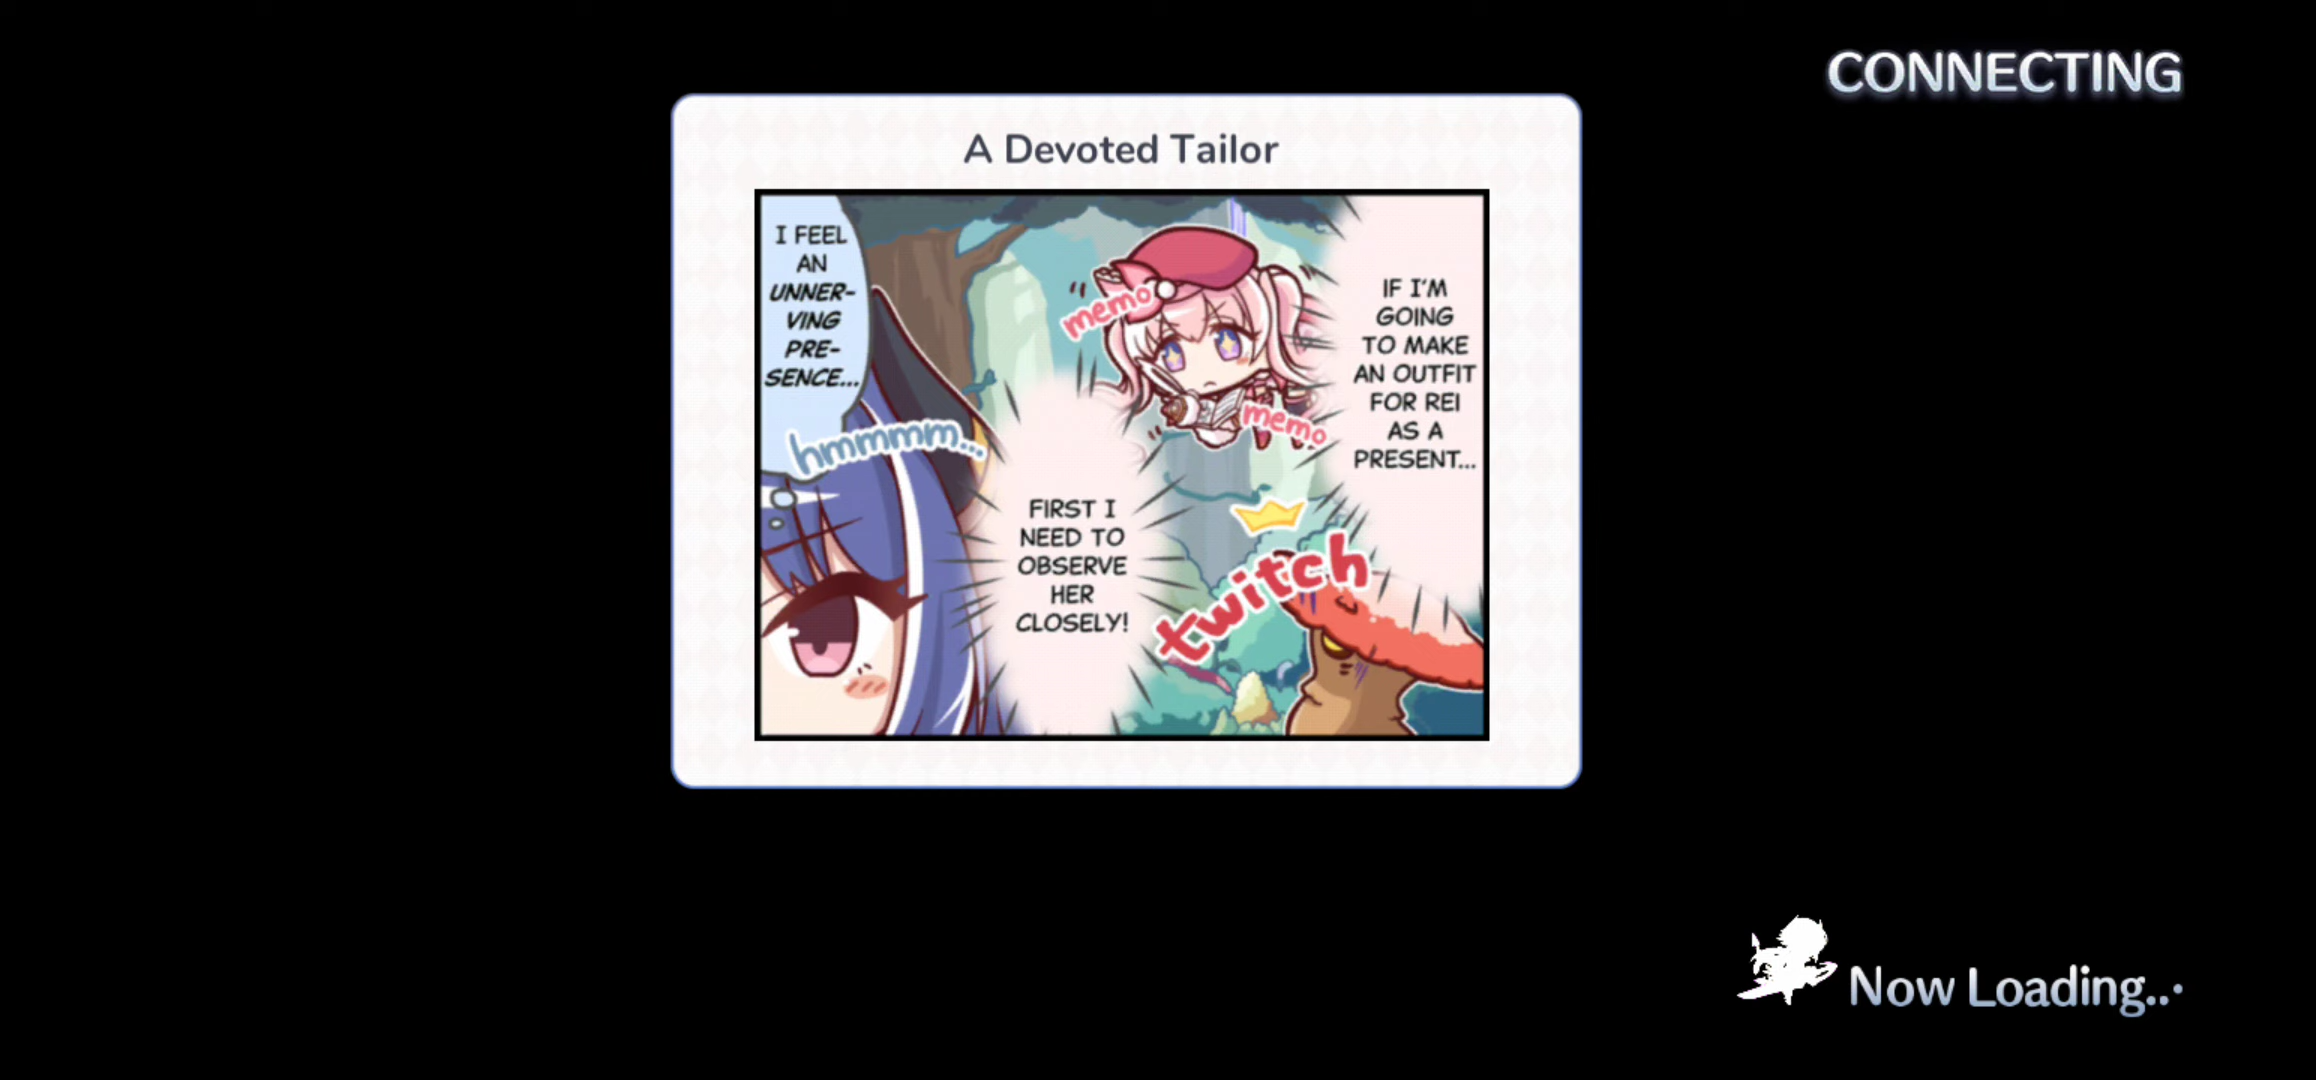 CONNECTING
A Devoted Tailor
IF I'M
GOING
TO MAKE
AN OUTFIT
FOR REI
AS A
PRESENT...
memo
memo
FIRST I
NEED TO
OBSERVE
HER
CLOSELY!
twitch
I FEEL
AN
UNNER-
VING
PRE-
SENCE...
hmmmm...
Now Loading...